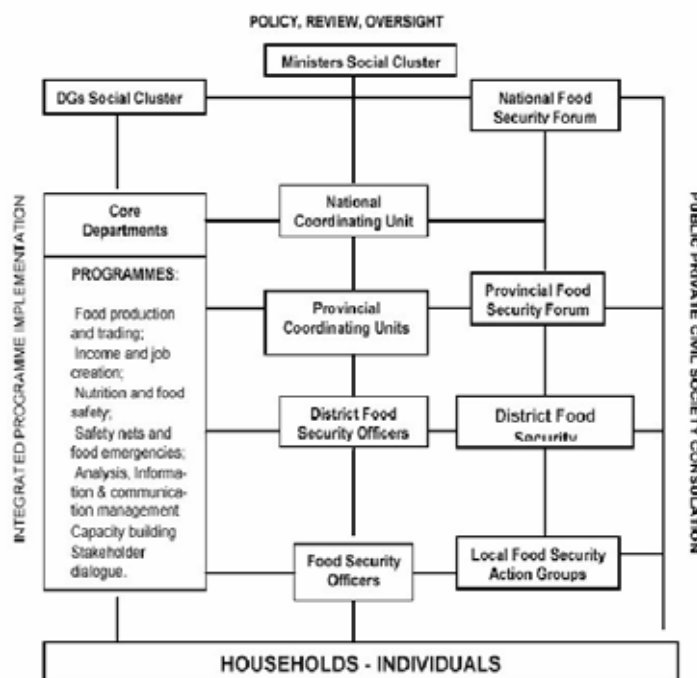 POLICY, REVIEW, OVERSIGHT
Ministers Social Cluster
DGs Social Cluster
National Food
Security Forum
INTEGRATED PROGRAMME IMPLEMENTATION
Core
Departments
National
Coordinating Unit
PROGRAMMES:
Food production
and trading;
Income and job
creation;
Nutrition and food
safety;
Safety nets and
food emergencies;
Analysis, Informa-
tion & communica-
tion management
Capacity building
Stakeholder
dialogue.
Provincial
Coordinating Units
Provincial Food
Security Forum
District Food
Security Officers
District Food
Security
Food Security
Officers
Local Food Security
Action Groups
PUBLIC PRIVATE CIVIL SOCIETY CONSULATION
HOUSEHOLDS - INDIVIDUALS